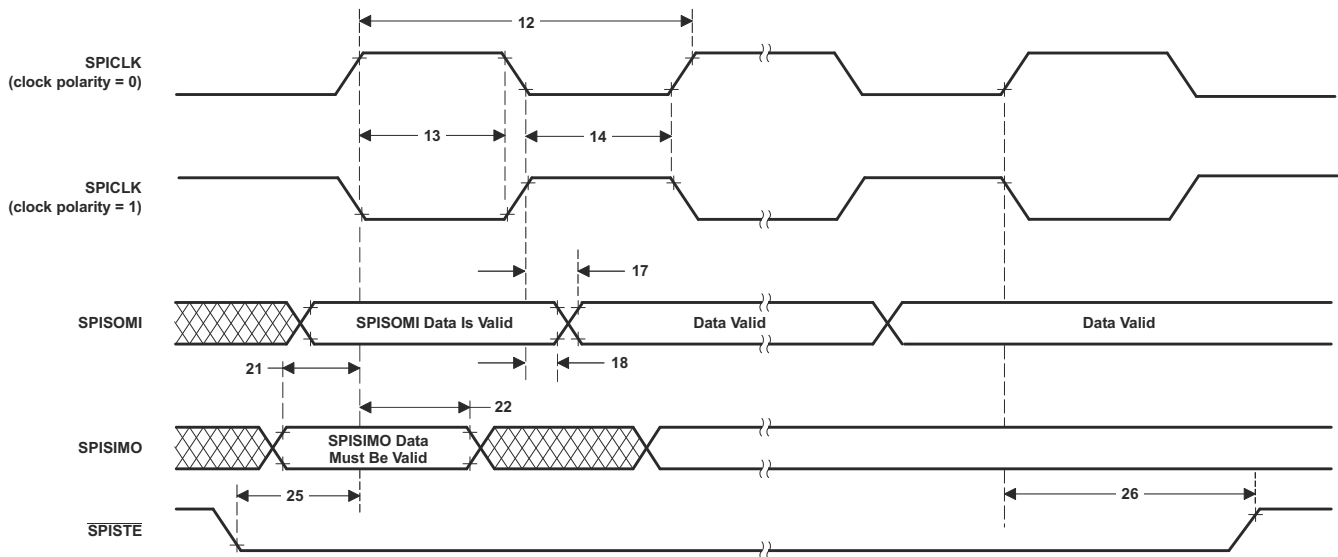 12
SPICLK
(clock polarity = 0)
13
14
SPICLK
(clock polarity = 1)
17
SPISOMI
SPISOMI Data Is Valid
Data Valid
Data Valid
18
21
22
SPISIMO
SPISIMO Data
Must Be Valid
25
26
SPISTE